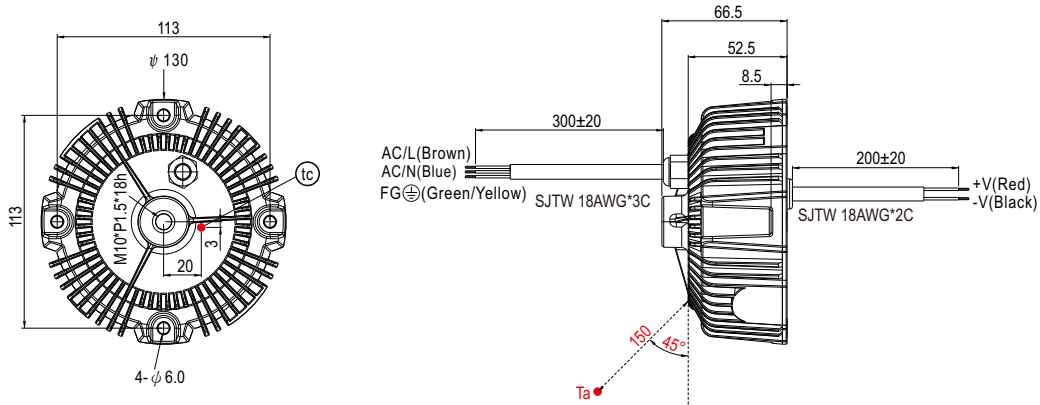 113
ψ 130
113
M10*P1.5*18h
tc
3
20
4-ϕ 6.0
66.5
52.5
8.5
300±20
AC/L(Brown)
AC/N(Blue)
FG⏚(Green/Yellow)
SJTW 18AWG*3C
200±20
+V(Red)
-V(Black)
SJTW 18AWG*2C
150
45°
Ta